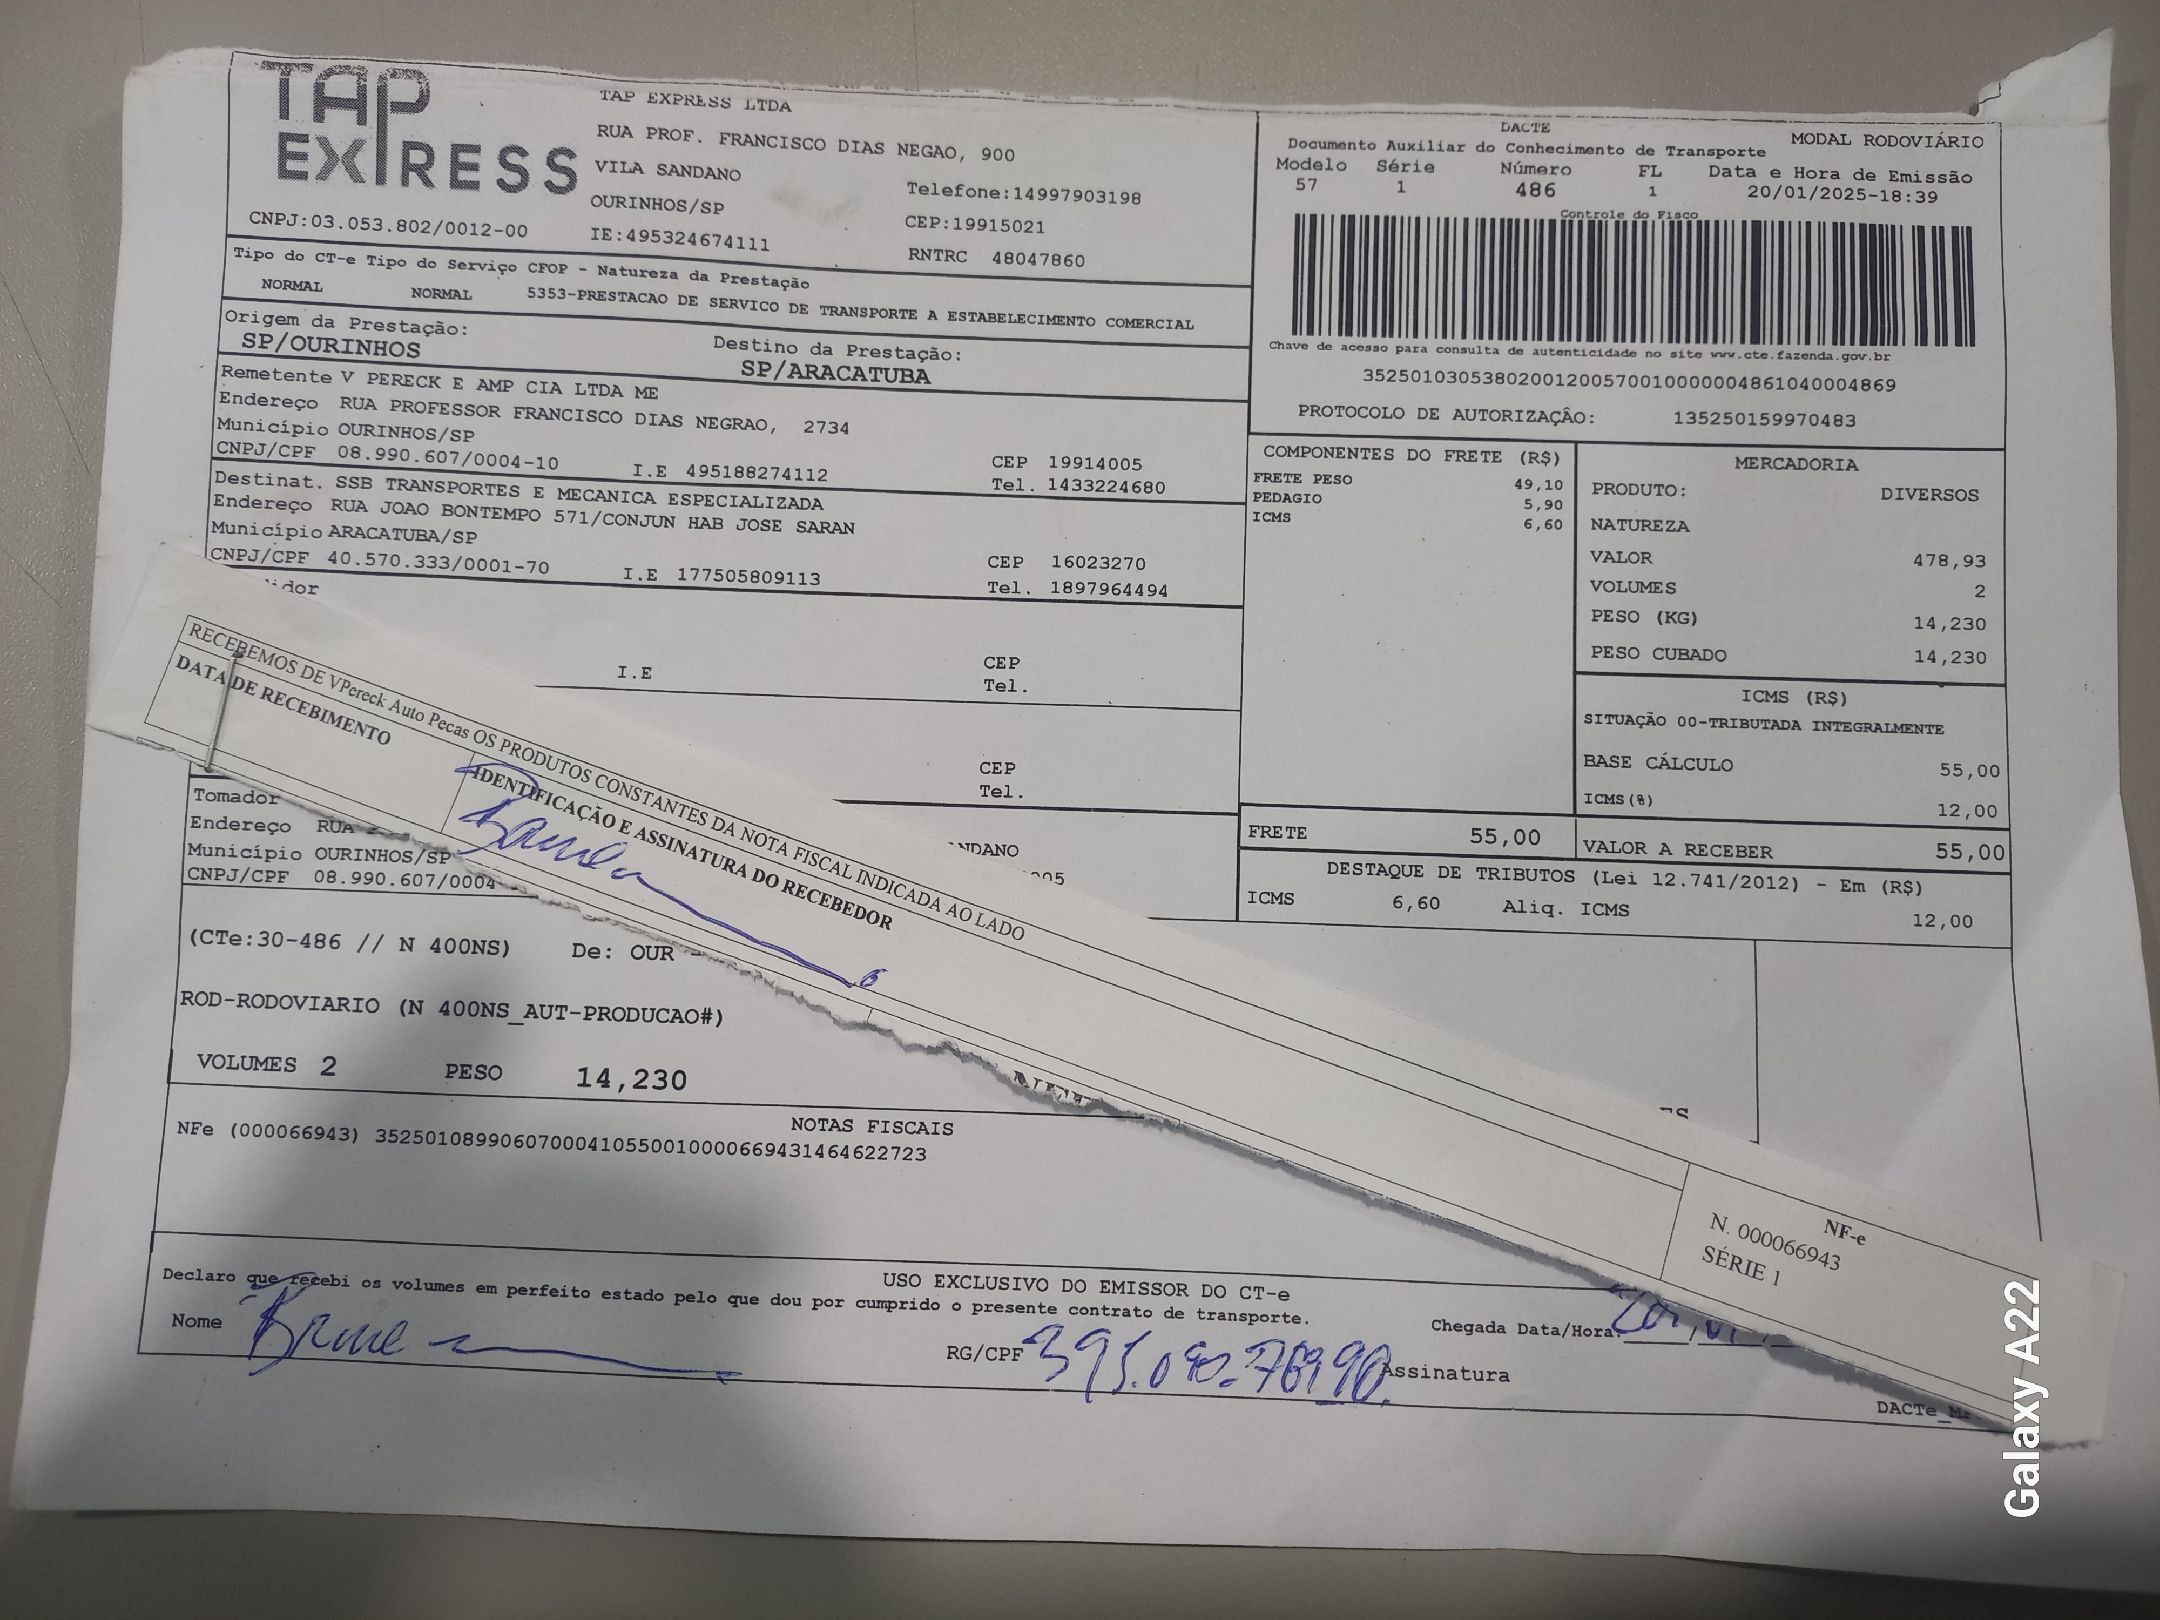 TAP
EXPRESS
TAP EXPRESS LTDA
RUA PROF. FRANCISCO DIAS NEGAO, 900
VILA SANDANO
Telefone:14997903198
OURINHOS/SP
CEP:19915021
CNPJ:03.053.802/0012-00
IE:495324674111
RNTRC 48047860
DACTE
MODAL RODOVIÁRIO
Documento Auxiliar do Conhecimento de Transporte
Modelo Série Número FL Data e Hora de Emissão
57 1 486 1 20/01/2025-18:39
Controle do Fisco
Chave de acesso para consulta de autenticidade no site www.cte.fazenda.gov.br
35250103053802001200570010000004861040004869
PROTOCOLO DE AUTORIZAÇÃO: 135250159970483
Tipo do CT-e Tipo do Serviço CFOP - Natureza da Prestação
NORMAL NORMAL 5353-PRESTACAO DE SERVICO DE TRANSPORTE A ESTABELECIMENTO COMERCIAL
Origem da Prestação: Destino da Prestação:
SP/OURINHOS SP/ARACATUBA
Remetente V PERECK E AMP CIA LTDA ME
Endereço RUA PROFESSOR FRANCISCO DIAS NEGRAO, 2734
Município OURINHOS/SP CEP 19914005
CNPJ/CPF 08.990.607/0004-10 I.E 495188274112 Tel. 1433224680
Destinat. SSB TRANSPORTES E MECANICA ESPECIALIZADA
Endereço RUA JOAO BONTEMPO 571/CONJUN HAB JOSE SARAN
Município ARACATUBA/SP CEP 16023270
CNPJ/CPF 40.570.333/0001-70 I.E 177505809113 Tel. 1897964494
idor
CEP
I.E Tel.
CEP
Tel.
COMPONENTES DO FRETE (R$)
FRETE PESO 49,10
PEDAGIO 5,90
ICMS 6,60
MERCADORIA
PRODUTO: DIVERSOS
NATUREZA
VALOR 478,93
VOLUMES 2
PESO (KG) 14,230
PESO CUBADO 14,230
ICMS (R$)
SITUAÇÃO 00-TRIBUTADA INTEGRALMENTE
BASE CÁLCULO 55,00
ICMS(%) 12,00
FRETE 55,00 VALOR A RECEBER 55,00
DESTAQUE DE TRIBUTOS (Lei 12.741/2012) - Em (R$)
ICMS 6,60 Aliq. ICMS 12,00
RECEBEMOS DE VPereck Auto Pecas OS PRODUTOS CONSTANTES DA NOTA FISCAL INDICADA AO LADO
DATA DE RECEBIMENTO
IDENTIFICAÇÃO E ASSINATURA DO RECEBEDOR
NF-e
N. 000066943
SÉRIE 1
Tomador
Endereço RUA NDANO
Município OURINHOS/SP 005
CNPJ/CPF 08.990.607/0004
(CTe:30-486 // N 400NS) De: OUR
ROD-RODOVIARIO (N 400NS_AUT-PRODUCAO#)
VOLUMES 2 PESO 14,230
NOTAS FISCAIS
NFe (000066943) 35250108990607000410550010000669431464622723
USO EXCLUSIVO DO EMISSOR DO CT-e
Declaro que recebi os volumes em perfeito estado pelo que dou por cumprido o presente contrato de transporte.
Nome RG/CPF Assinatura
Chegada Data/Hora:
DACTe
Galaxy A22